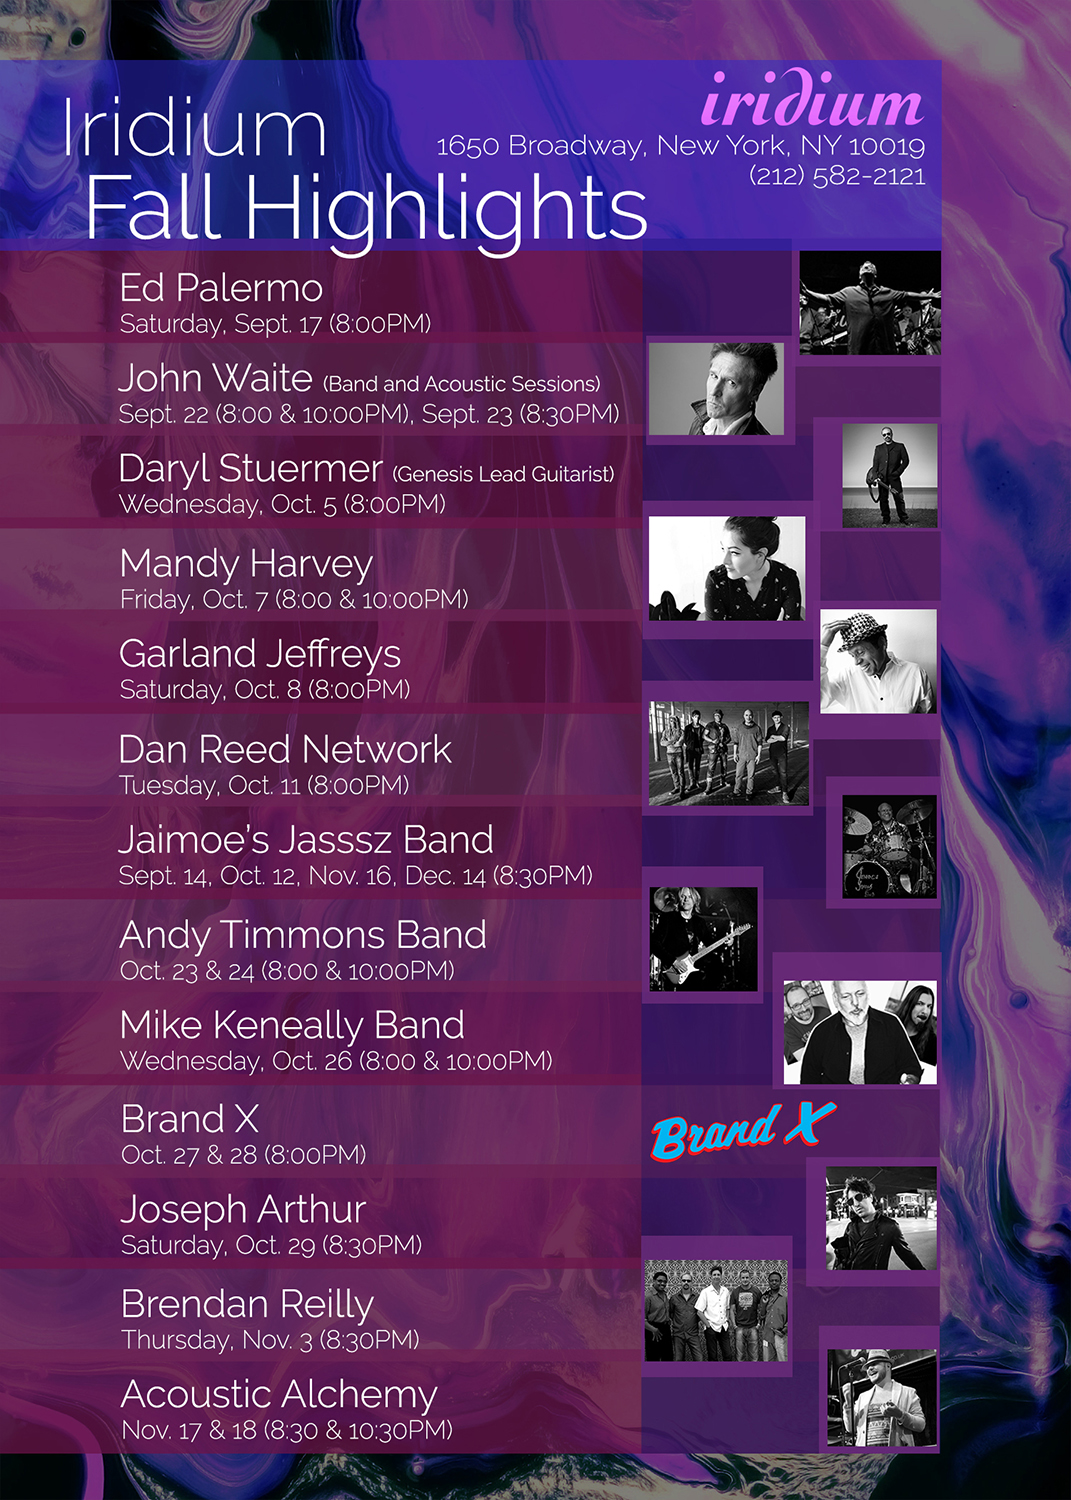 iridium
1650 Broadway, New York, NY 10019
(212) 582-2121
Iridium
Fall Highlights
Ed Palermo
Saturday, Sept. 17 (8:00PM)
John Waite (Band and Acoustic Sessions)
Sept. 22 (8:00 & 10:00PM), Sept. 23 (8:30PM)
Daryl Stuermer (Genesis Lead Guitarist)
Wednesday, Oct. 5 (8:00PM)
Mandy Harvey
Friday, Oct. 7 (8:00 & 10:00PM)
Garland Jeffreys
Saturday, Oct. 8 (8:00PM)
Dan Reed Network
Tuesday, Oct. 11 (8:00PM)
Jaimoe's Jasssz Band
Sept. 14, Oct. 12, Nov. 16, Dec. 14 (8:30PM)
Andy Timmons Band
Oct. 23 & 24 (8:00 & 10:00PM)
Mike Keneally Band
Wednesday, Oct. 26 (8:00 & 10:00PM)
Brand X
Oct. 27 & 28 (8:00PM)
Brand X
Joseph Arthur
Saturday, Oct. 29 (8:30PM)
Brendan Reilly
Thursday, Nov. 3 (8:30PM)
Acoustic Alchemy
Nov. 17 & 18 (8:30 & 10:30PM)